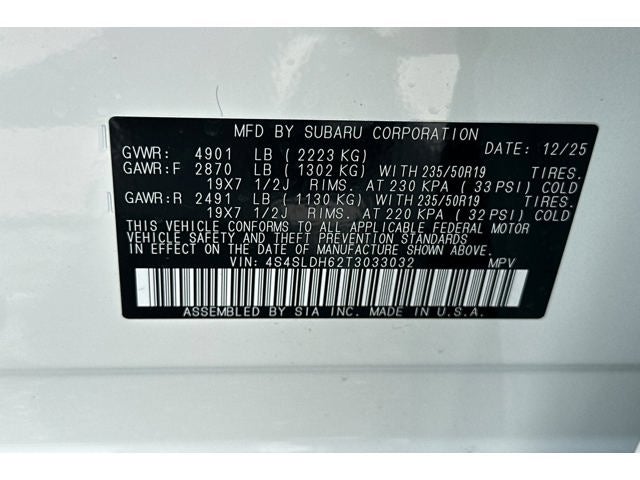 MFD BY SUBARU CORPORATION
GVWR: 4901 LB ( 2223 KG) DATE: 12/25
GAWR:F 2870 LB ( 1302 KG) WITH 235/50R19 TIRES.
19X7 1/2J RIMS. AT 230 KPA ( 33 PSI) COLD
GAWR:R 2491 LB ( 1130 KG) WITH 235/50R19 TIRES.
19X7 1/2J RIMS. AT 220 KPA ( 32 PSI) COLD
THIS VEHICLE CONFORMS TO ALL APPLICABLE FEDERAL MOTOR
VEHICLE SAFETY AND THEFT PREVENTION STANDARDS
IN EFFECT ON THE DATE OF MANUFACTURE SHOWN ABOVE.
VIN: 4S4SLDH62T3033032 MPV
ASSEMBLED BY SIA INC. MADE IN U.S.A.